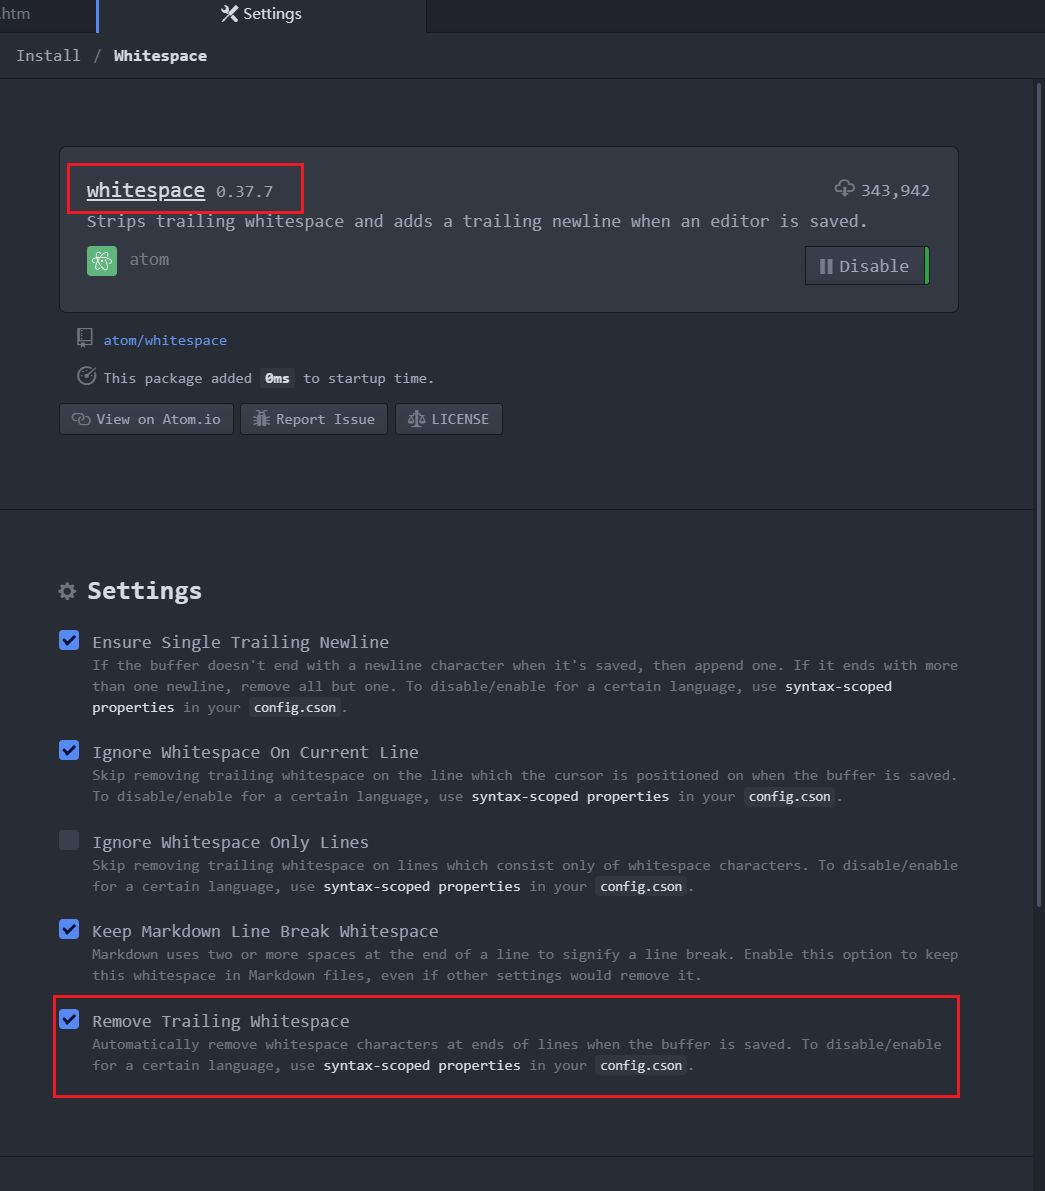 .htm
Settings
Install / Whitespace
whitespace 0.37.7
343,942
Strips trailing whitespace and adds a trailing newline when an editor is saved.
atom
Disable
atom/whitespace
This package added 0ms to startup time.
View on Atom.io
Report Issue
LICENSE
Settings
Ensure Single Trailing Newline
If the buffer doesn't end with a newline character when it's saved, then append one. If it ends with more
than one newline, remove all but one. To disable/enable for a certain language, use syntax-scoped
properties in your config.cson.
Ignore Whitespace On Current Line
Skip removing trailing whitespace on the line which the cursor is positioned on when the buffer is saved.
To disable/enable for a certain language, use syntax-scoped properties in your config.cson.
Ignore Whitespace Only Lines
Skip removing trailing whitespace on lines which consist only of whitespace characters. To disable/enable
for a certain language, use syntax-scoped properties in your config.cson.
Keep Markdown Line Break Whitespace
Markdown uses two or more spaces at the end of a line to signify a line break. Enable this option to keep
this whitespace in Markdown files, even if other settings would remove it.
Remove Trailing Whitespace
Automatically remove whitespace characters at ends of lines when the buffer is saved. To disable/enable
for a certain language, use syntax-scoped properties in your config.cson.